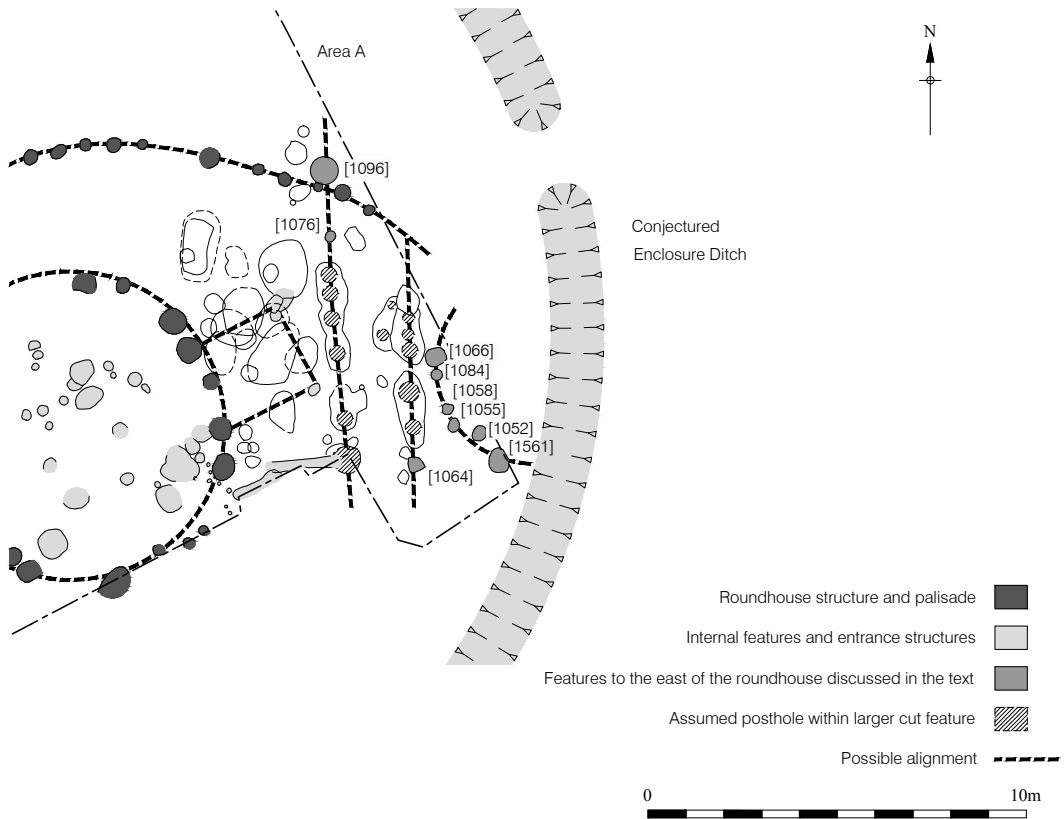 Area A
N
[1096]
[1076]
Conjectured
Enclosure Ditch
[1066]
[1084]
[1058]
[1055]
[1052]
[1561]
[1064]
Roundhouse structure and palisade
Internal features and entrance structures
Features to the east of the roundhouse discussed in the text
Assumed posthole within larger cut feature
Possible alignment
0 10m